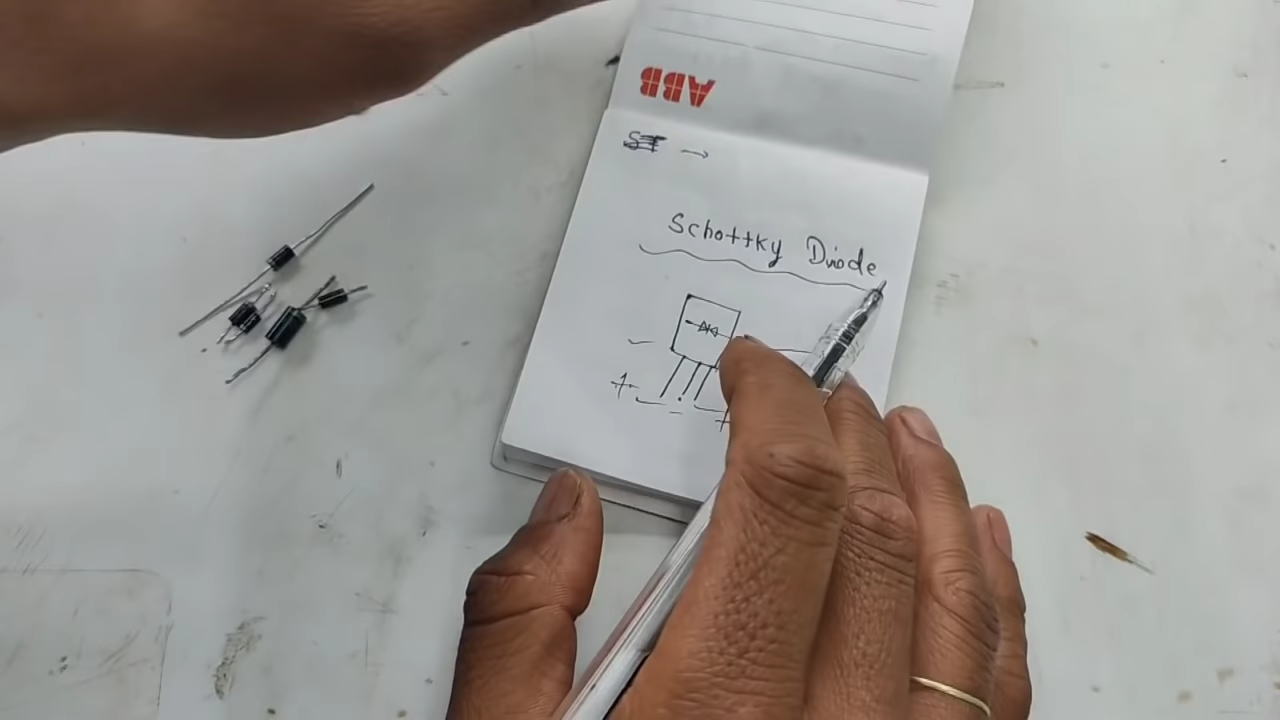 ABB
→
Schottky Diode
+ - +